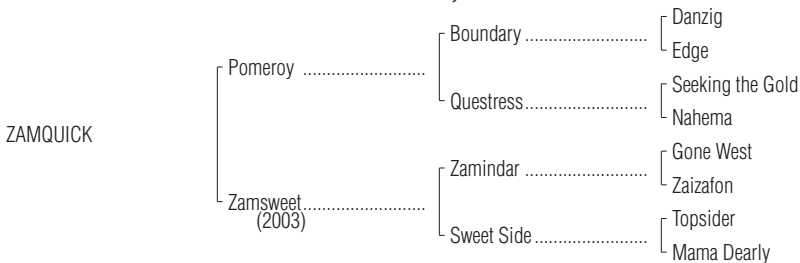 Danzig
Boundary ..........................
Edge
Pomeroy ..........................
Seeking the Gold
Questress..........................
Nahema
ZAMQUICK
Gone West
Zamindar ..........................
Zaizafon
Zamsweet..........................
(2003)
Topsider
Sweet Side ........................
Mama Dearly